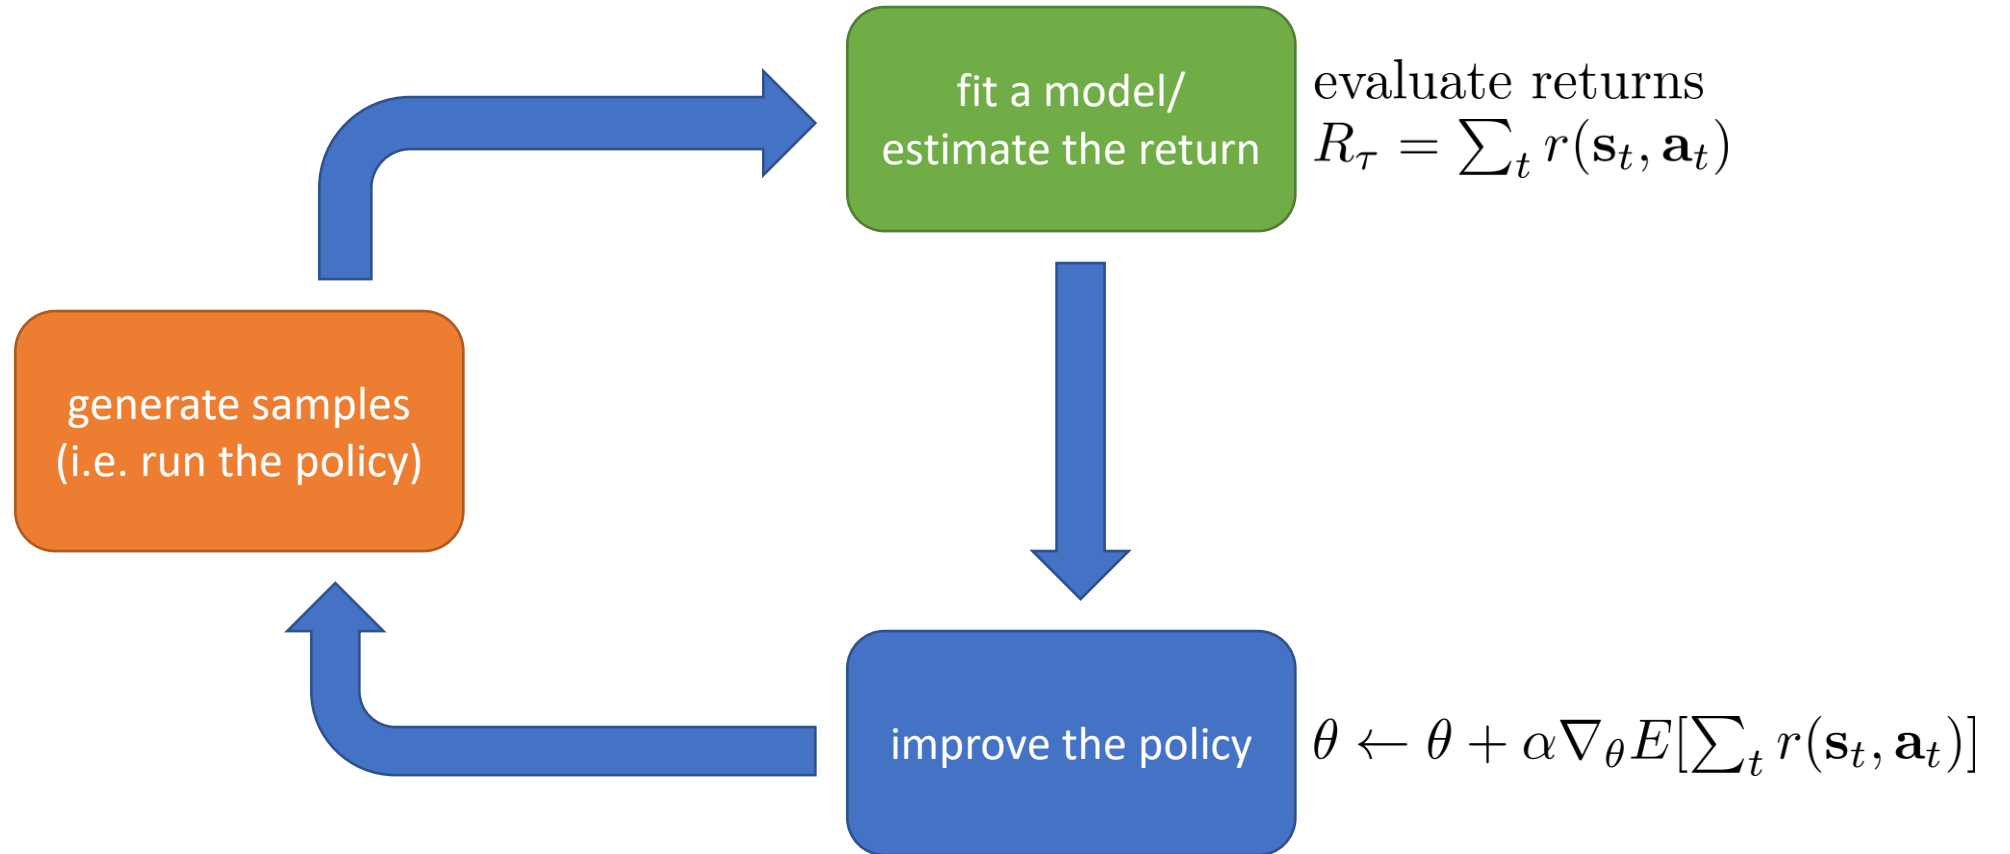 fit a model/
estimate the return
evaluate returns
R_τ = ∑_t r(s_t, a_t)
generate samples
(i.e. run the policy)
improve the policy
θ ← θ + α∇_θ E[∑_t r(s_t, a_t)]